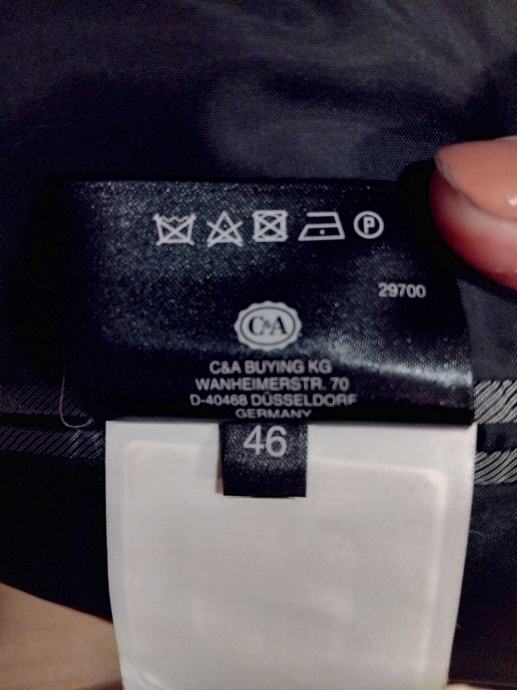 P
29700
C&A
C&A BUYING KG
WANHEIMERSTR. 70
D-40468 DÜSSELDORF
GERMANY
46